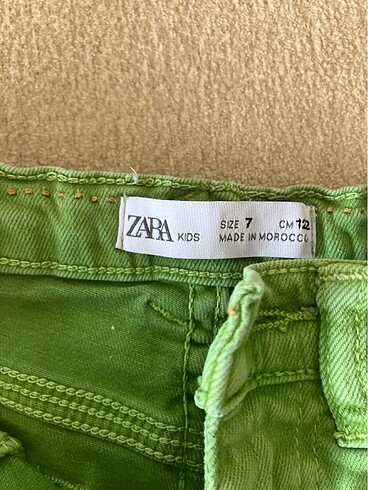 ZARA KIDS
SIZE 7 CM 122
MADE IN MOROCCO